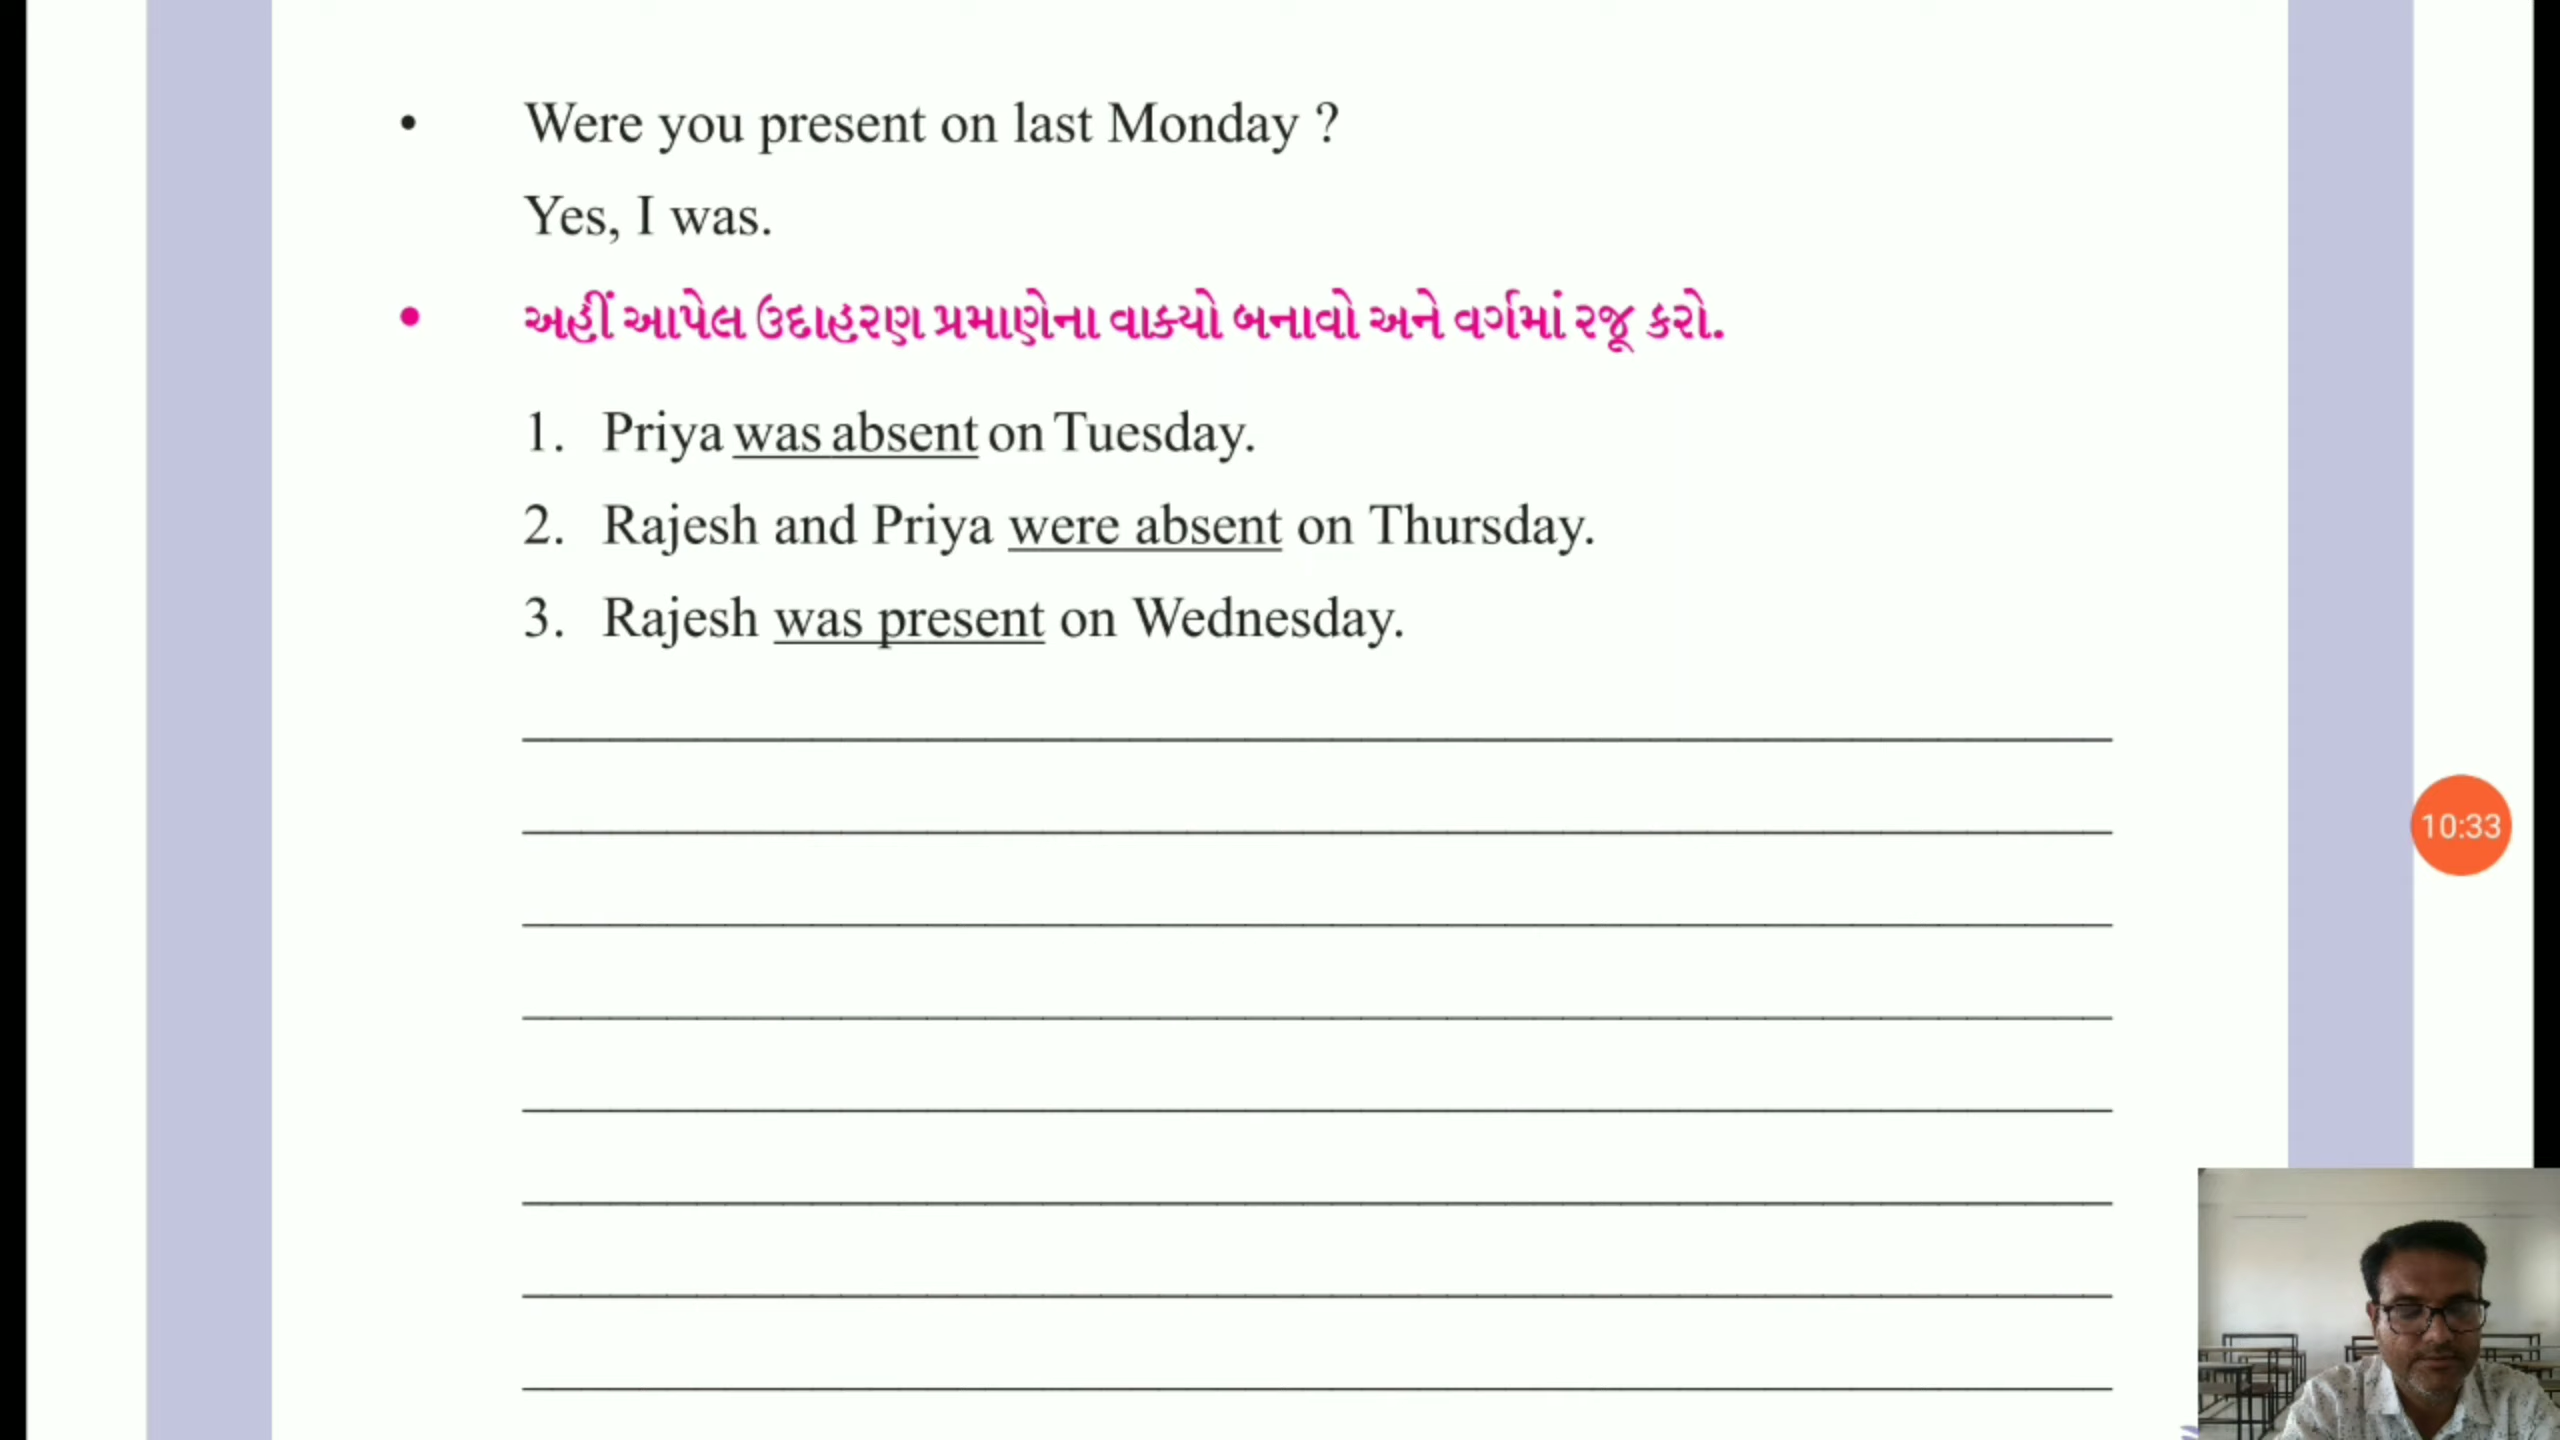 • Were you present on last Monday ?
Yes, I was.
• અહીં આપેલ ઉદાહરણ પ્રમાણેના વાક્યો બનાવો અને વર્ગમાં રજૂ કરો.
1. Priya was absent on Tuesday.
2. Rajesh and Priya were absent on Thursday.
3. Rajesh was present on Wednesday.
10:33